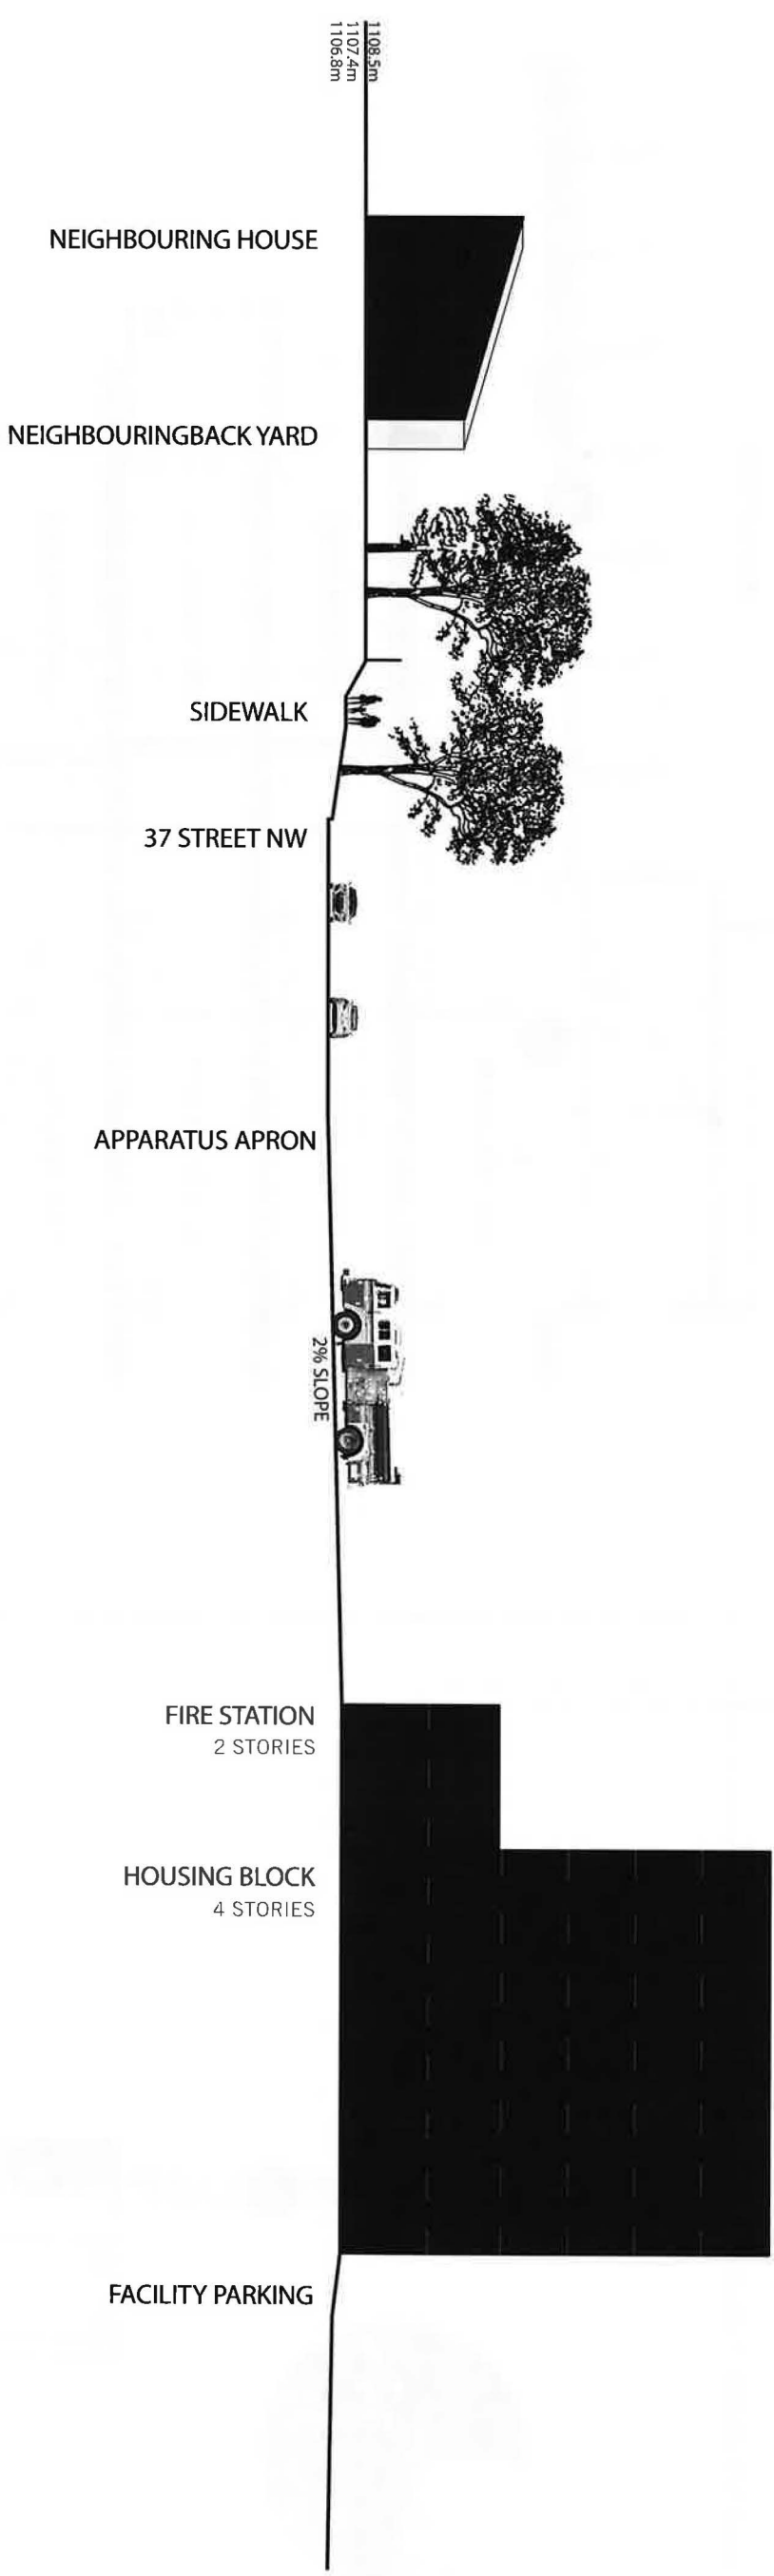 1108.5m
1107.4m
1106.8m
NEIGHBOURING HOUSE
NEIGHBOURINGBACK YARD
SIDEWALK
37 STREET NW
APPARATUS APRON
2% SLOPE
FIRE STATION
2 STORIES
HOUSING BLOCK
4 STORIES
FACILITY PARKING